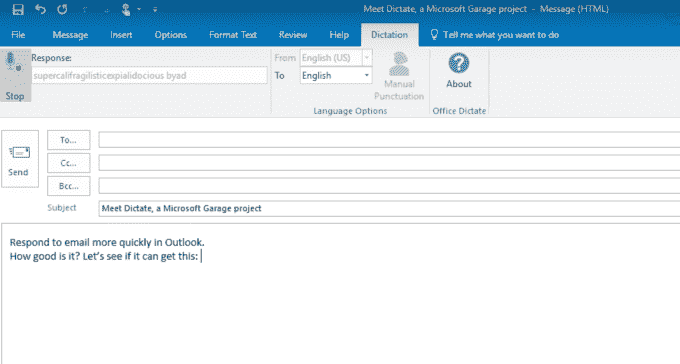 Meet Dictate, a Microsoft Garage project - Message (HTML)
File Message Insert Options Format Text Review Help Dictation Tell me what you want to do
Response:
supercalifragilisticexpialidocious byad
Stop
From English (US)
To English
Manual
Punctuation
About
Language Options
Office Dictate
To...
Cc...
Bcc...
Send
Subject Meet Dictate, a Microsoft Garage project
Respond to email more quickly in Outlook.
How good is it? Let's see if it can get this: